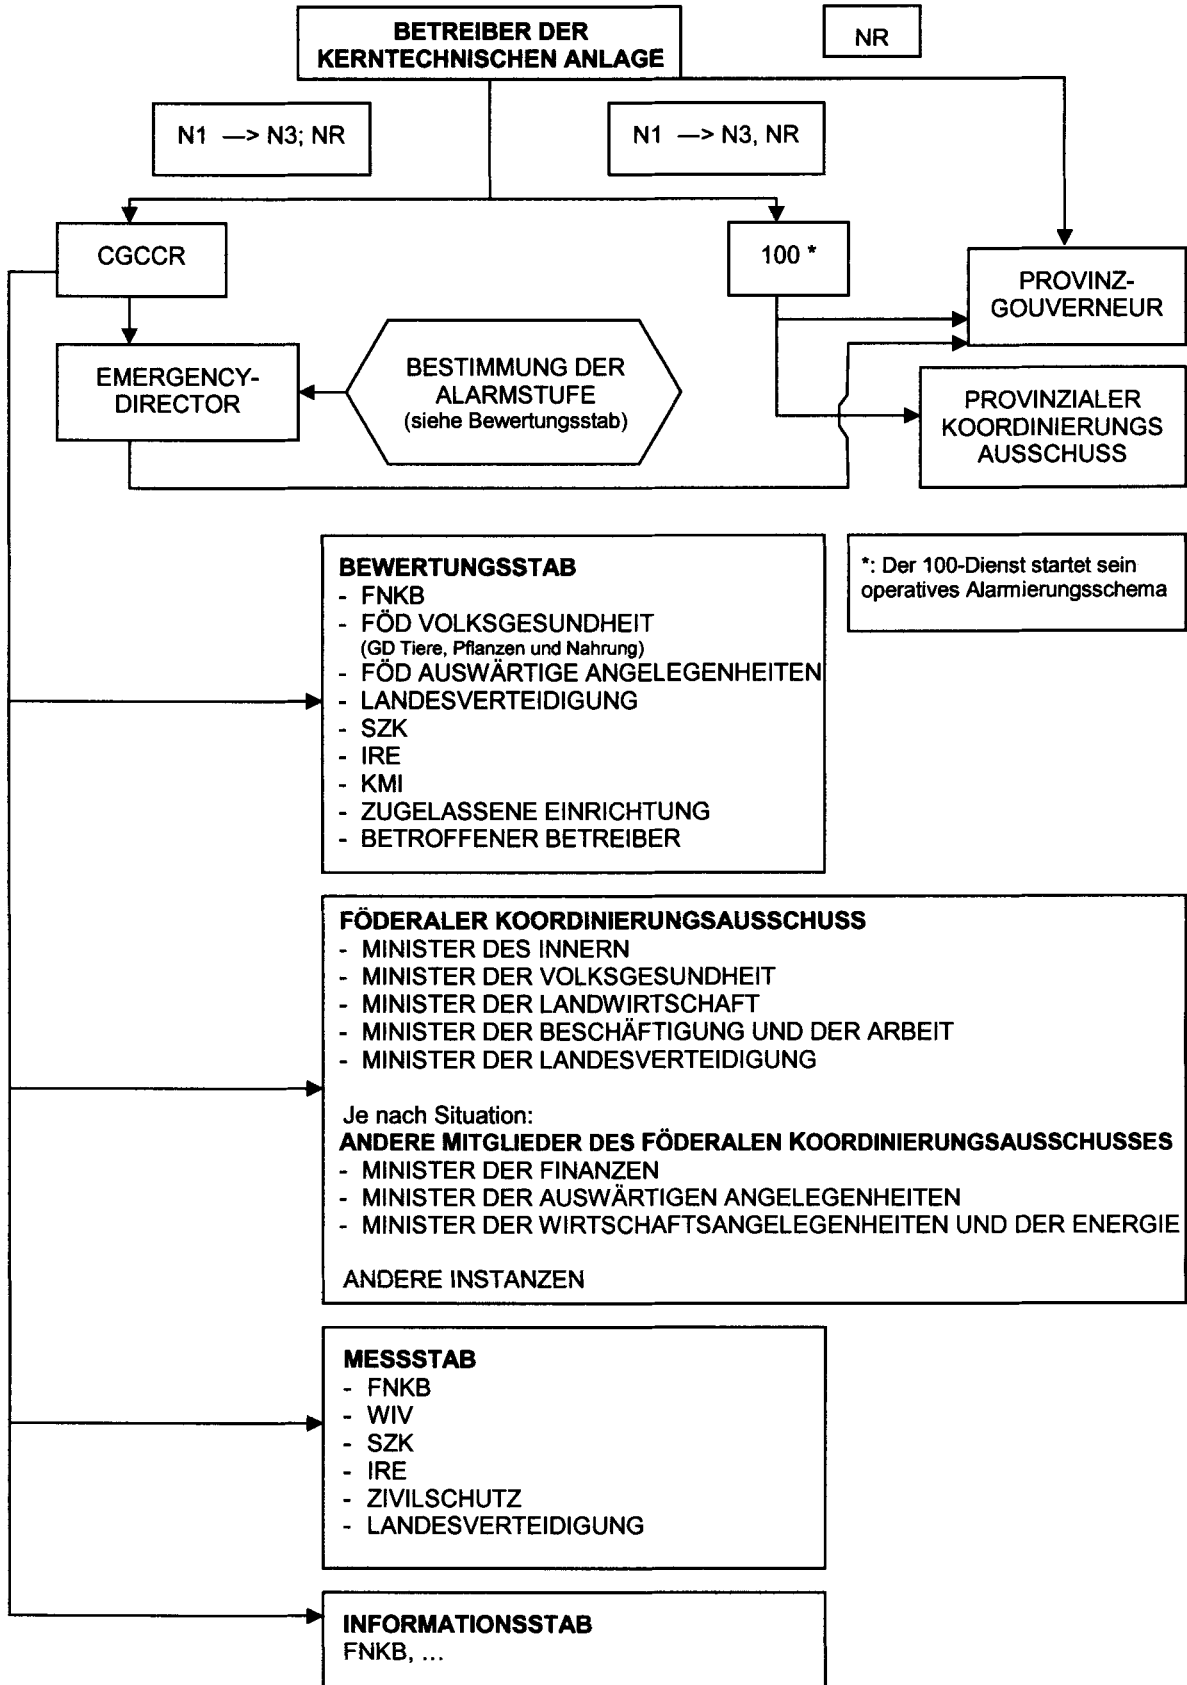 BETREIBER DER
KERNTECHNISCHEN ANLAGE
NR
N1 —> N3; NR
N1 —> N3, NR
CGCCR
100 *
PROVINZ-
GOUVERNEUR
EMERGENCY-
DIRECTOR
BESTIMMUNG DER
ALARMSTUFE
(siehe Bewertungsstab)
PROVINZIALER
KOORDINIERUNGS
AUSSCHUSS
BEWERTUNGSSTAB
- FNKB
- FÖD VOLKSGESUNDHEIT
(GD Tiere, Pflanzen und Nahrung)
- FÖD AUSWÄRTIGE ANGELEGENHEITEN
- LANDESVERTEIDIGUNG
- SZK
- IRE
- KMI
- ZUGELASSENE EINRICHTUNG
- BETROFFENER BETREIBER
*: Der 100-Dienst startet sein
operatives Alarmierungsschema
FÖDERALER KOORDINIERUNGSAUSSCHUSS
- MINISTER DES INNERN
- MINISTER DER VOLKSGESUNDHEIT
- MINISTER DER LANDWIRTSCHAFT
- MINISTER DER BESCHÄFTIGUNG UND DER ARBEIT
- MINISTER DER LANDESVERTEIDIGUNG
Je nach Situation:
ANDERE MITGLIEDER DES FÖDERALEN KOORDINIERUNGSAUSSCHUSSES
- MINISTER DER FINANZEN
- MINISTER DER AUSWÄRTIGEN ANGELEGENHEITEN
- MINISTER DER WIRTSCHAFTSANGELEGENHEITEN UND DER ENERGIE
ANDERE INSTANZEN
MESSSTAB
- FNKB
- WIV
- SZK
- IRE
- ZIVILSCHUTZ
- LANDESVERTEIDIGUNG
INFORMATIONSSTAB
FNKB, ...